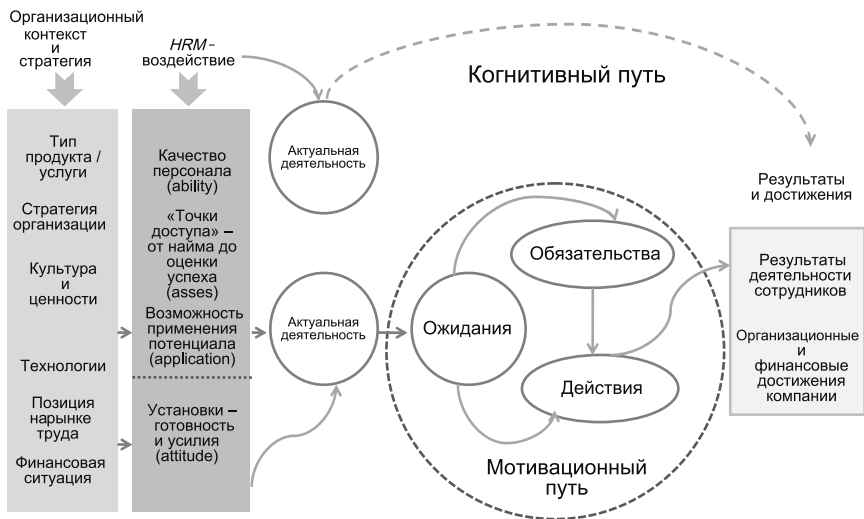 Организационный
контекст
и
стратегия
HRM–
воздействие
Когнитивный путь
Тип
продукта /
услуги
Стратегия
организации
Культура
и
ценности
Технологии
Позиция
нарынке
труда
Финансовая
ситуация
Качество
персонала
(ability)
«Точки
доступа» –
от найма до
оценки
успеха
(asses)
Возможность
применения
потенциала
(application)
Установки –
готовность
и усилия
(attitude)
Актуальная
деятельность
Актуальная
деятельность
Ожидания
Обязательства
Действия
Мотивационный
путь
Результаты
и достижения
Результаты
деятельности
сотрудников
Организационные
и
финансовые
достижения
компании